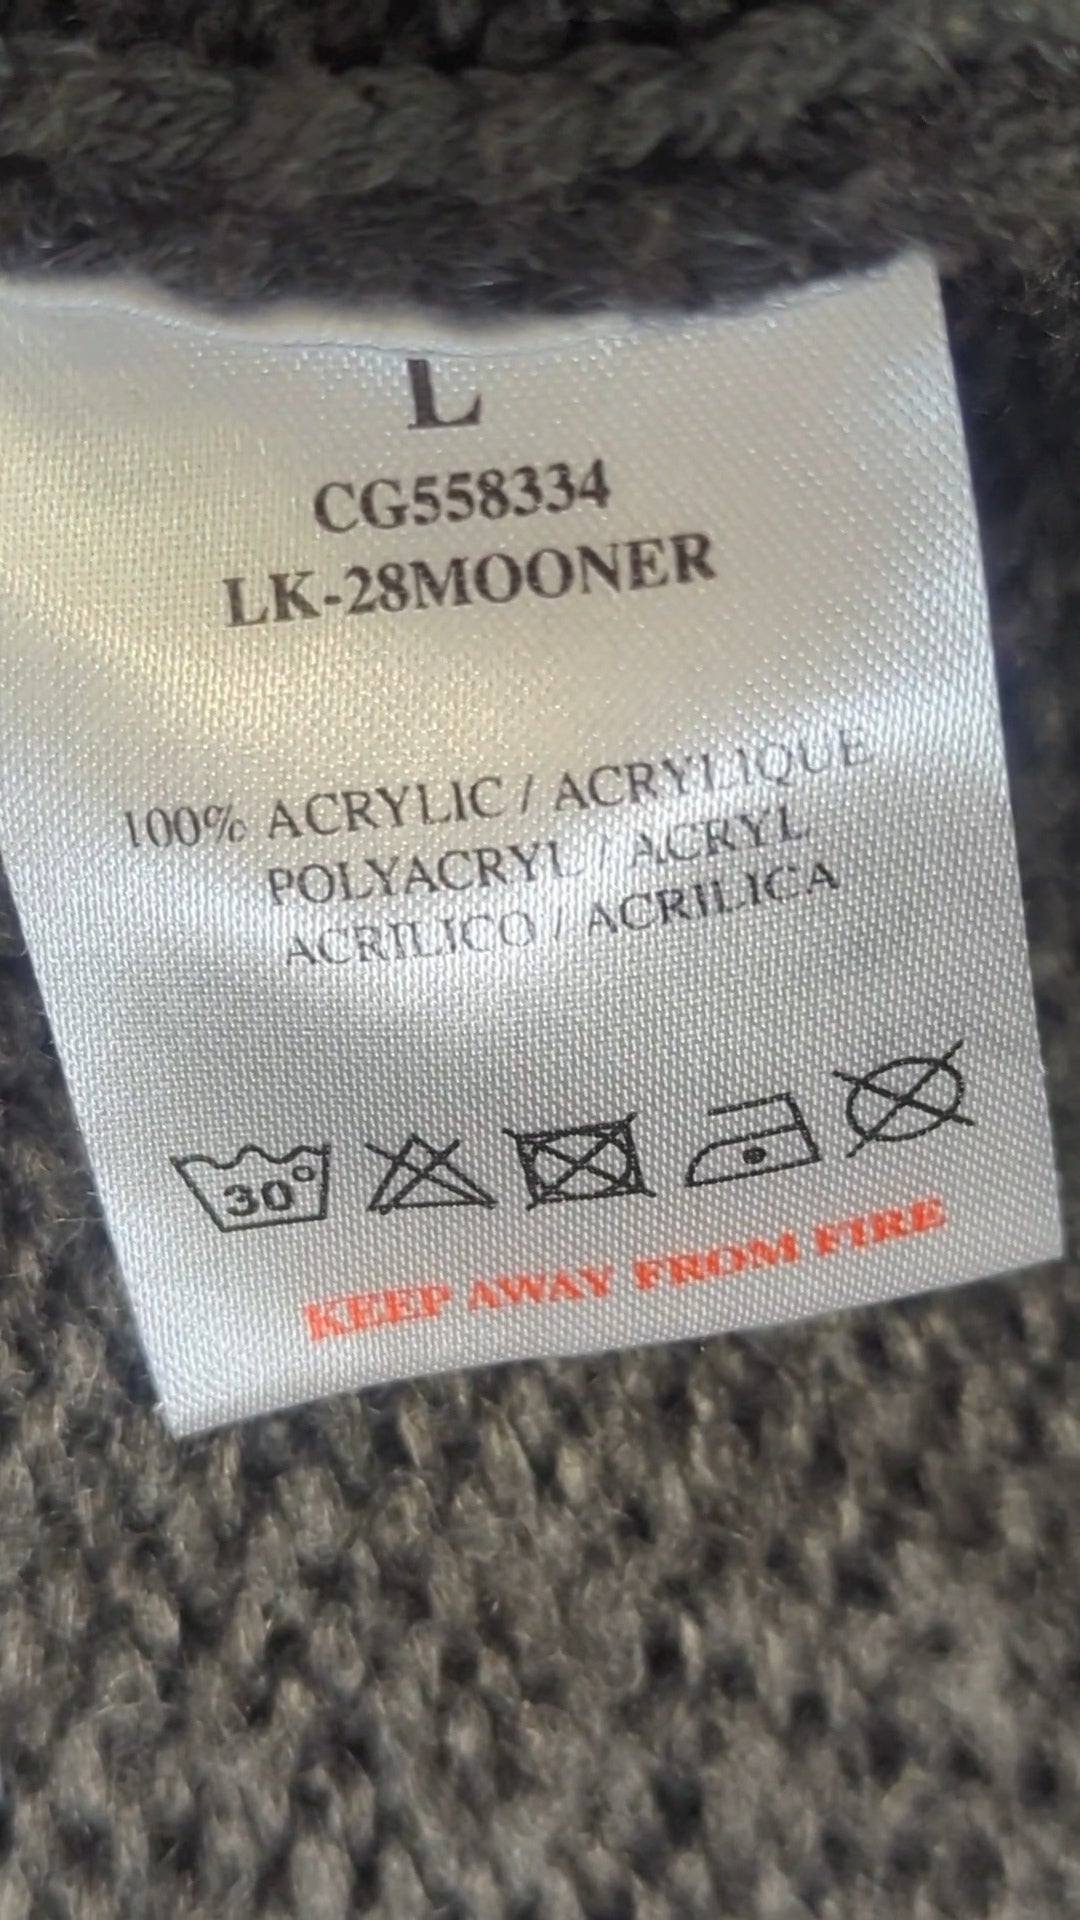 L
CG558334
LK-28MOONER
100% ACRYLIC / ACRYLIQUE
POLYACRYL / ACRYL
ACRILICO / ACRILICA
30°
KEEP AWAY FROM FIRE